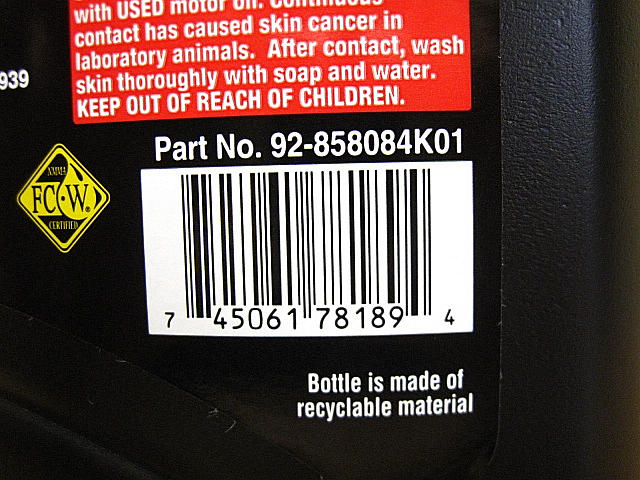 with USED motor oil. Continuous
contact has caused skin cancer in
laboratory animals. After contact, wash
skin thoroughly with soap and water.
KEEP OUT OF REACH OF CHILDREN.
939
Part No. 92-858084K01
NMMA
FC-W®
CERTIFIED
7 45061 78189 4
Bottle is made of
recyclable material